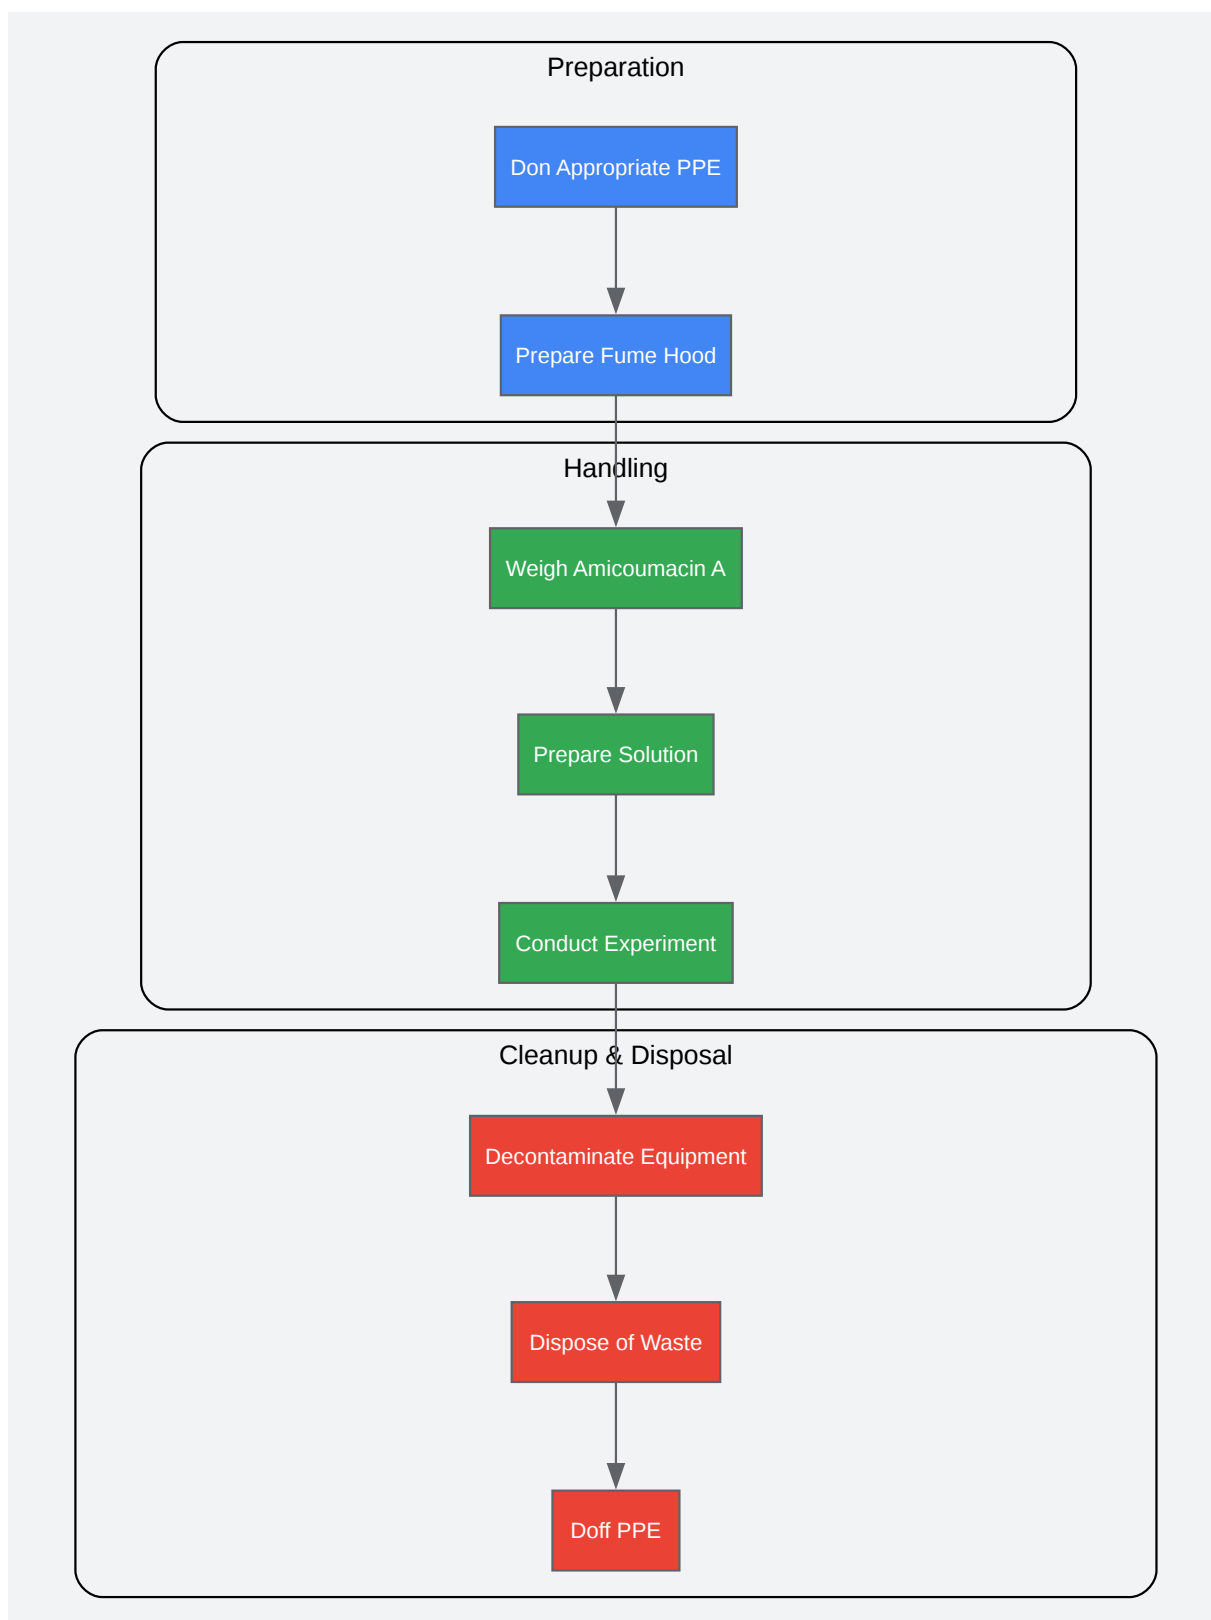 Preparation
Don Appropriate PPE
Prepare Fume Hood
Handling
Weigh Amicoumacin A
Prepare Solution
Conduct Experiment
Cleanup & Disposal
Decontaminate Equipment
Dispose of Waste
Doff PPE